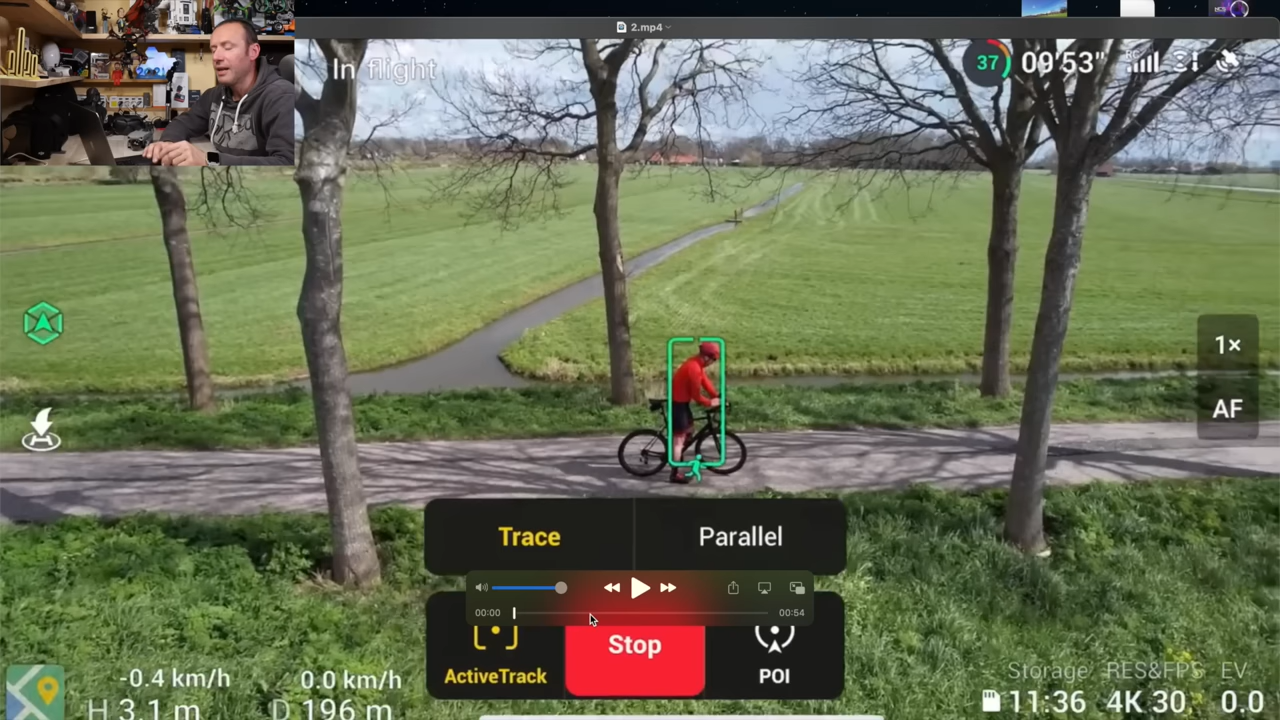 2.mp4
In flight
37
09'53"
1×
AF
Trace
Parallel
00:00
00:54
Stop
ActiveTrack
POI
-0.4 km/h
0.0 km/h
H 3.1 m
D 196 m
Storage RES&FPS EV
11:36 4K 30 0.0